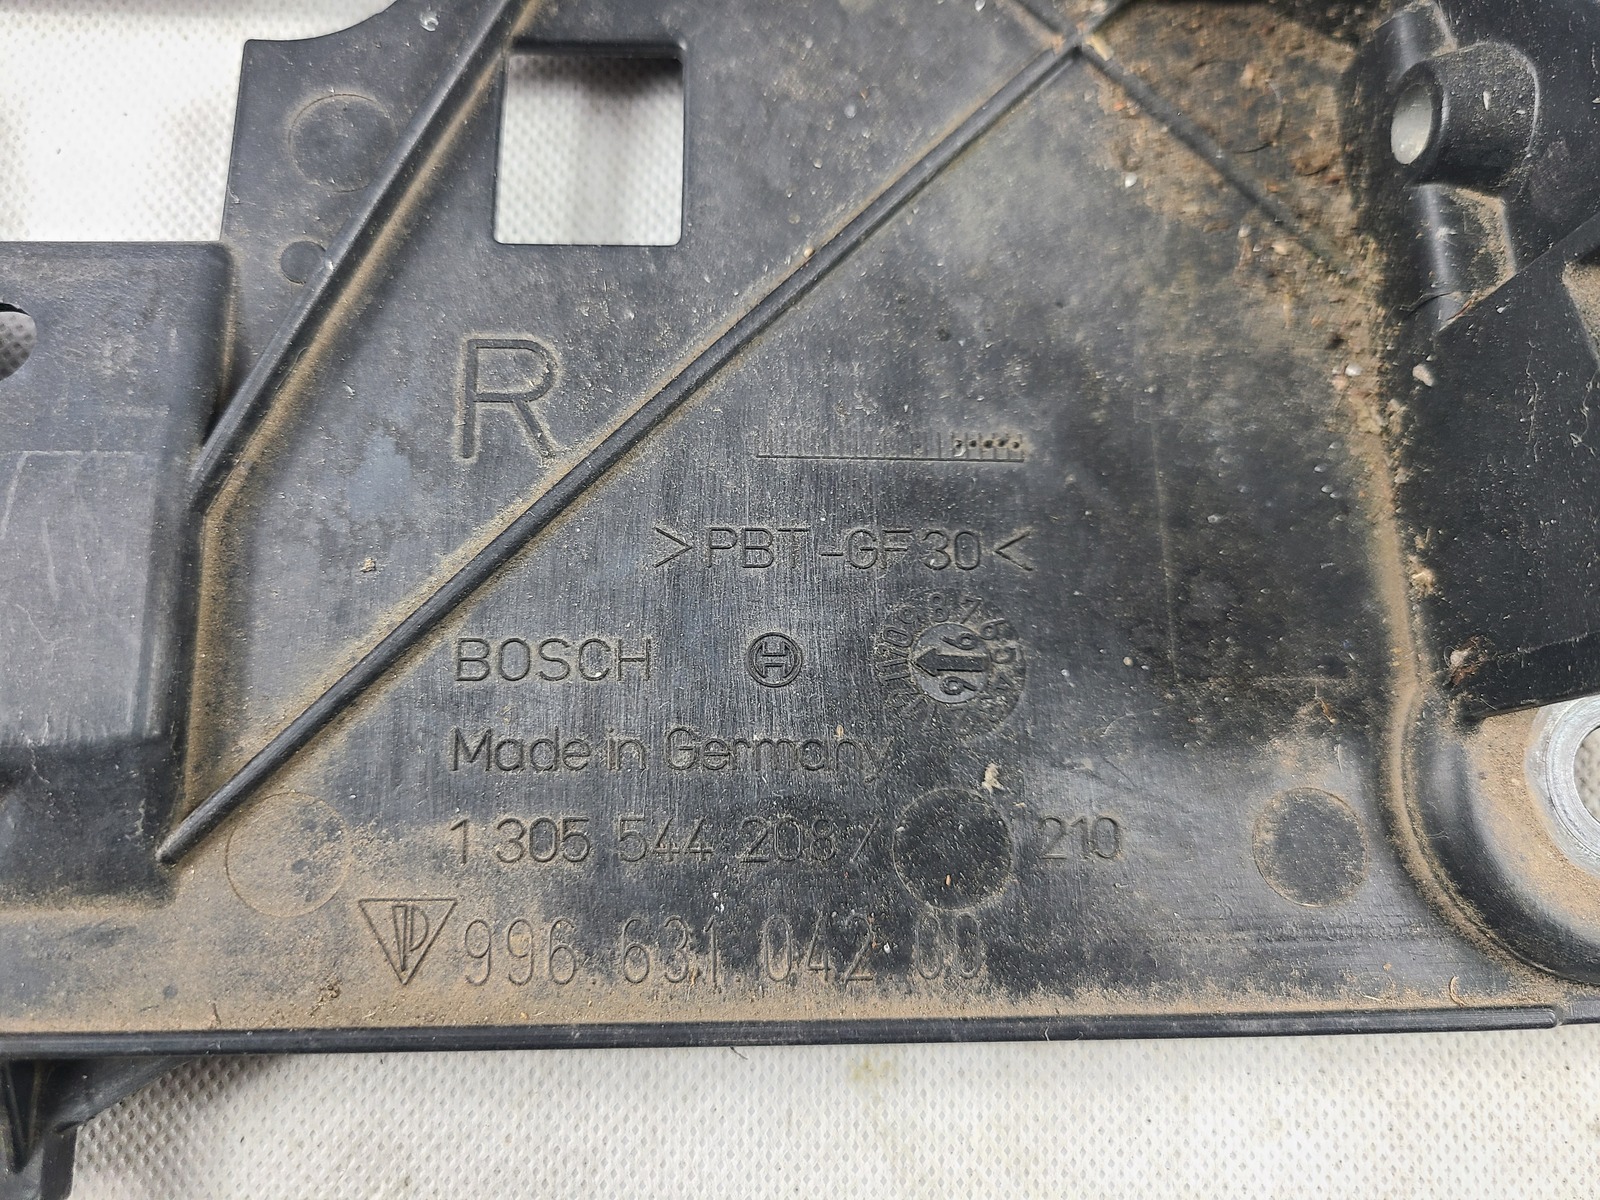 R
>PBT-GF30<
BOSCH
Made in Germany
1 305 544 208/ 210
996.631.042.00